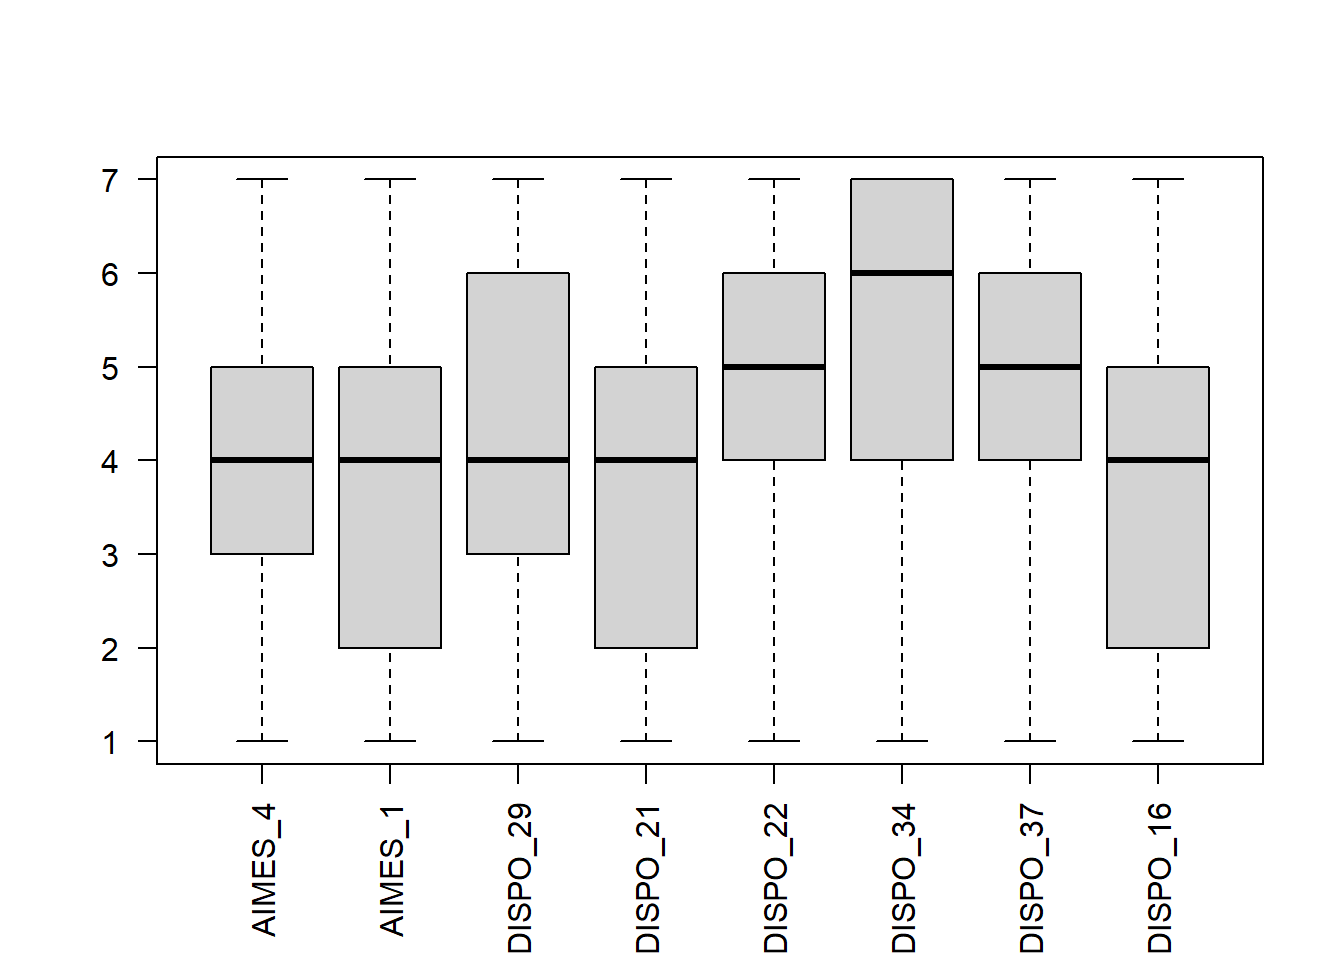 7
6
5
4
3
2
1
AIMES_4
AIMES_1
DISPO_29
DISPO_21
DISPO_22
DISPO_34
DISPO_37
DISPO_16